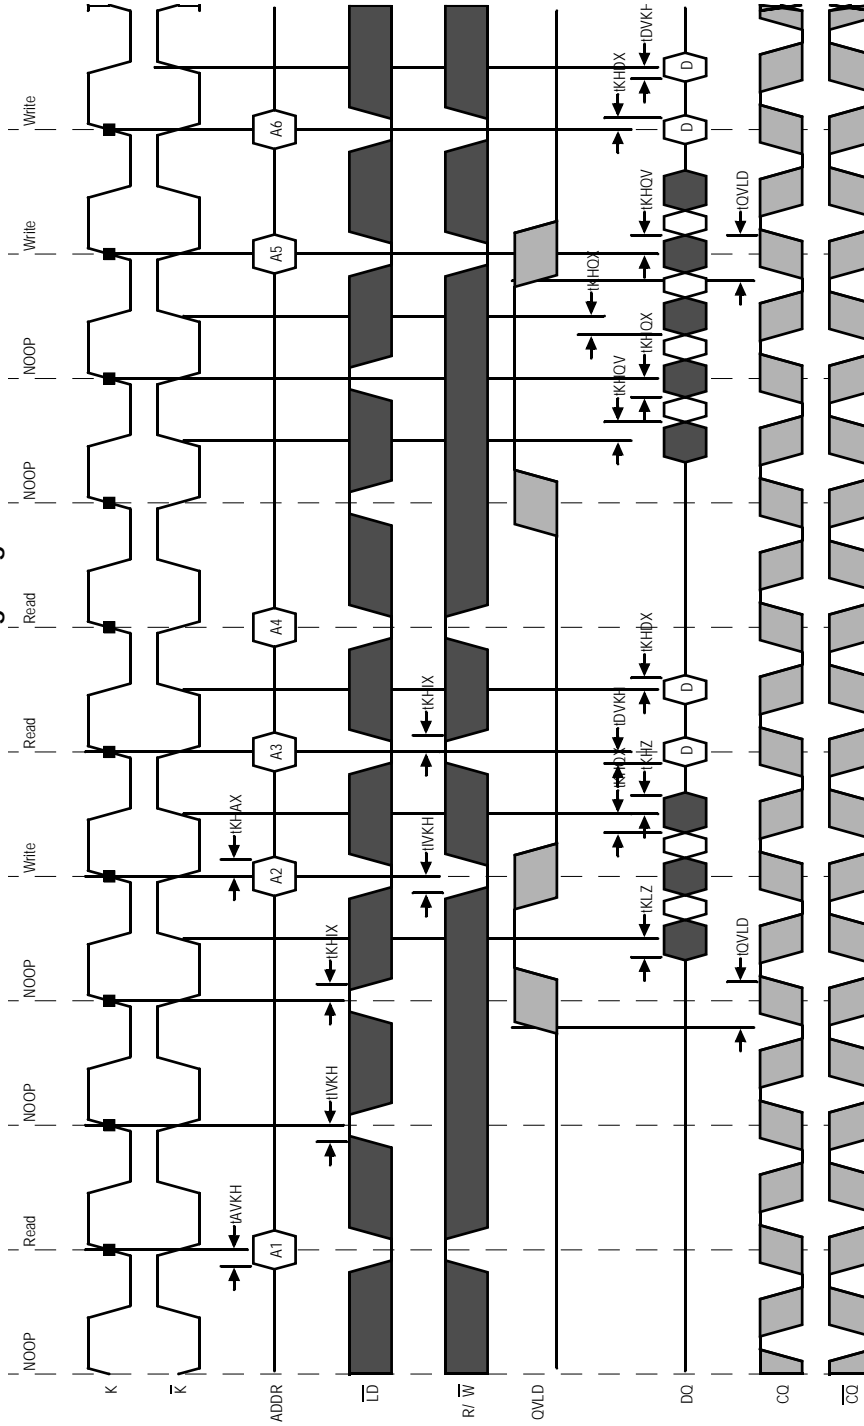 NOOP Read NOOP NOOP Write Read Read NOOP NOOP Write Write
K
K
tAVKH tKHAX
ADDR A1 A2 A3 A4 A5 A6
tIVKH tKHIX
LD
tIVKH tKHIX
R/ W
QVLD
tKHQX
tKHQX tDVKH tKHQV tKHDX
tKLZ tKHZ tKHDX tKHQX tKHQV tDVKH
DQ D D D D
tQVLD tQVLD
CQ
CQ